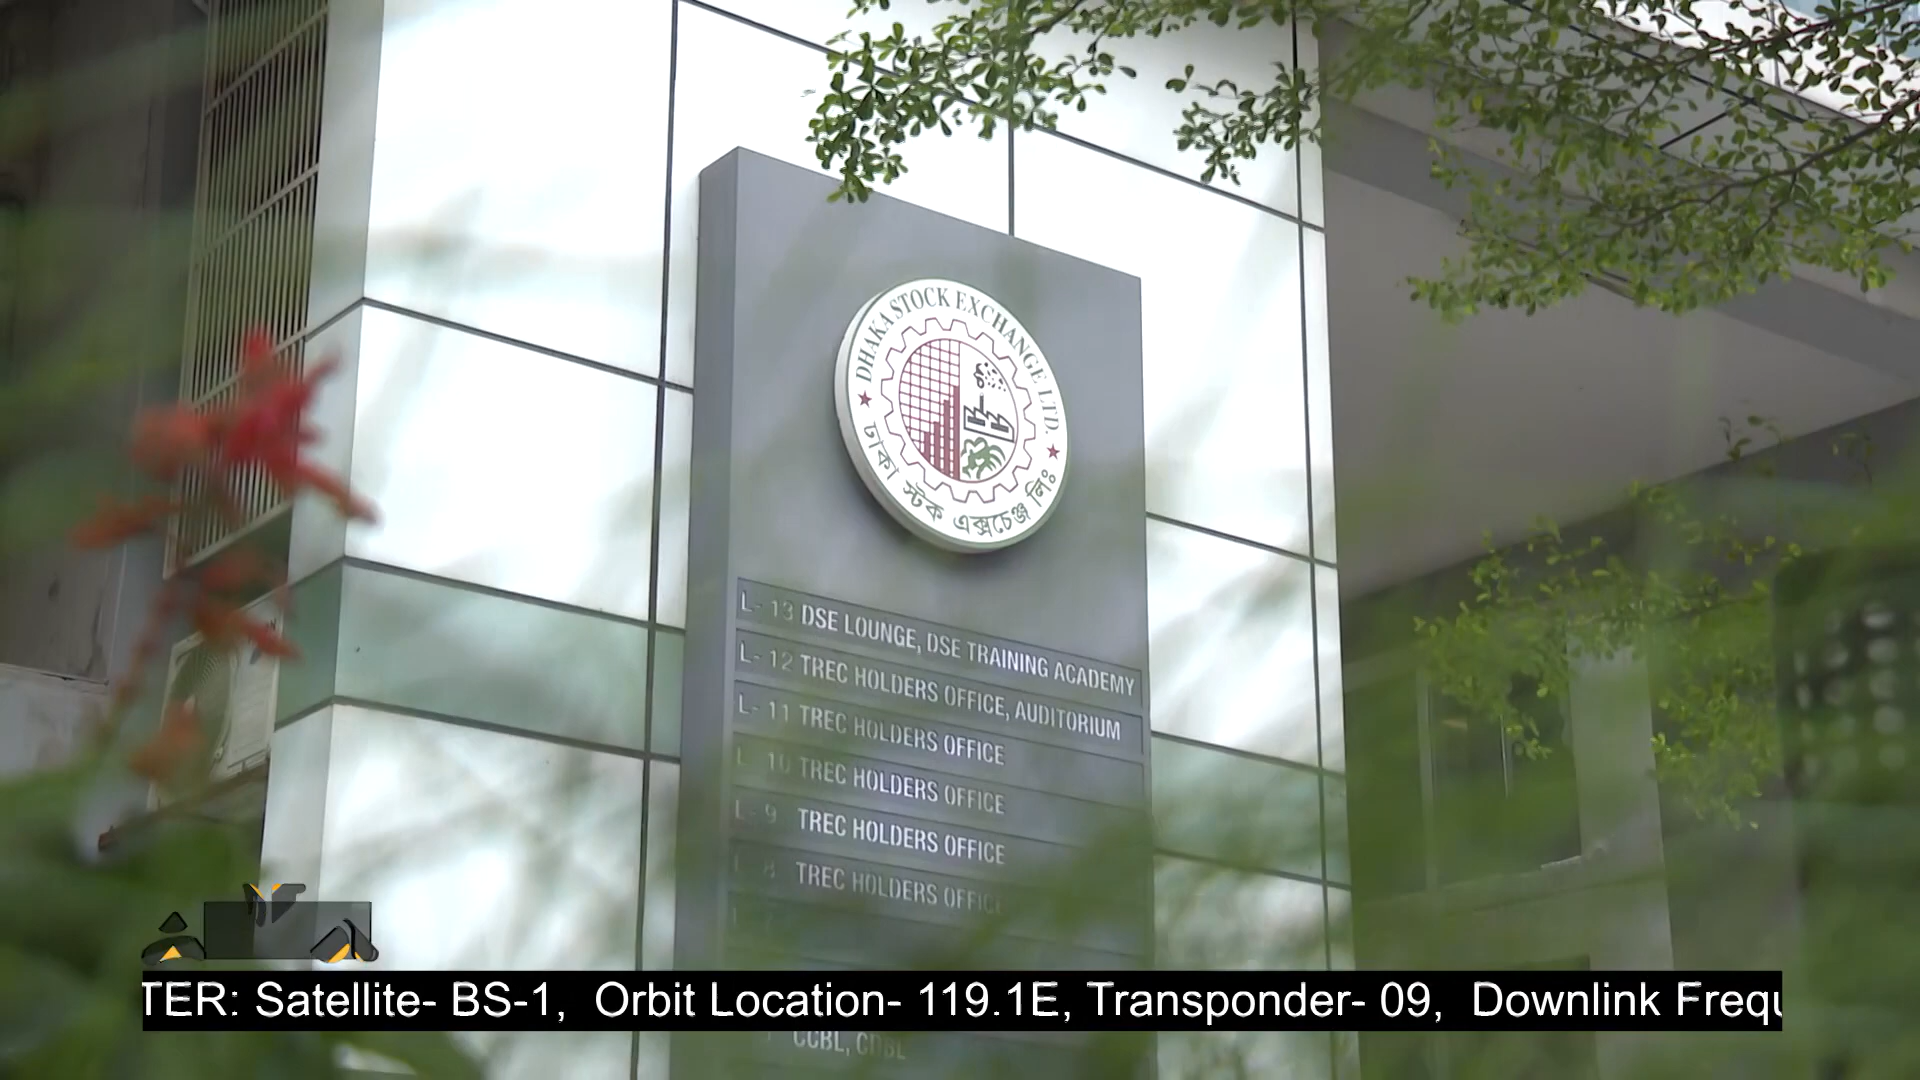 DHAKA STOCK EXCHANGE LTD.
ঢাকা স্টক এক্সচেঞ্জ লিঃ
L- 13 DSE LOUNGE, DSE TRAINING ACADEMY
L- 12 TREC HOLDERS OFFICE, AUDITORIUM
L- 11 TREC HOLDERS OFFICE
L- 10 TREC HOLDERS OFFICE
L- 9 TREC HOLDERS OFFICE
L- 8 TREC HOLDERS OFFICE
TER: Satellite- BS-1, Orbit Location- 119.1E, Transponder- 09, Downlink Frequ
CCBL, CDBL